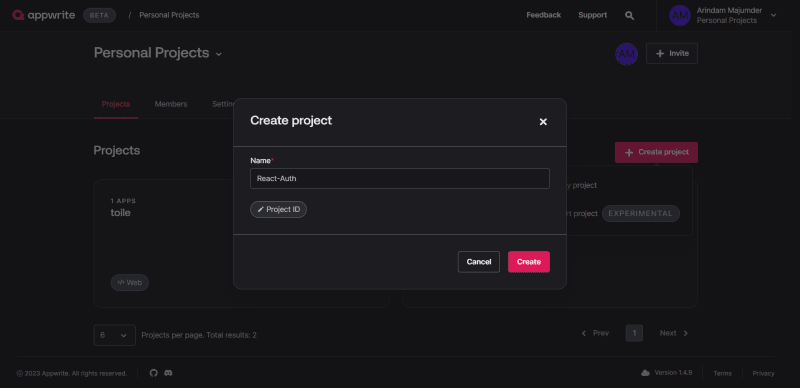 appwrite BETA / Personal Projects Feedback Support AM Arindam Majumder
Personal Projects
Personal Projects AM Invite
Projects Members
Create project
Name*
React-Auth
Project ID
Cancel Create
Projects Create project
1 APPS
toile
project
project EXPERIMENTAL
</> Web
6 Projects per page. Total results: 2 Prev 1 Next
© 2023 Appwrite. All rights reserved. Version 1.4.9 Terms Privacy